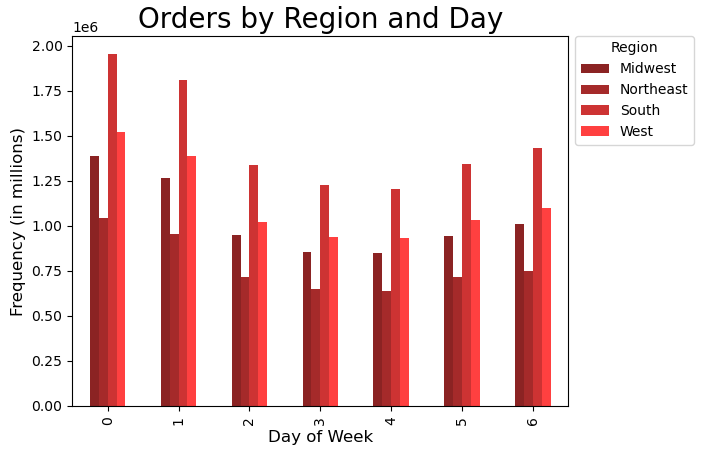 Orders by Region and Day
1e6
2.00
1.75
1.50
1.25
1.00
0.75
0.50
0.25
0.00
Frequency (in millions)
0 1 2 3 4 5 6
Day of Week
Region
Midwest
Northeast
South
West